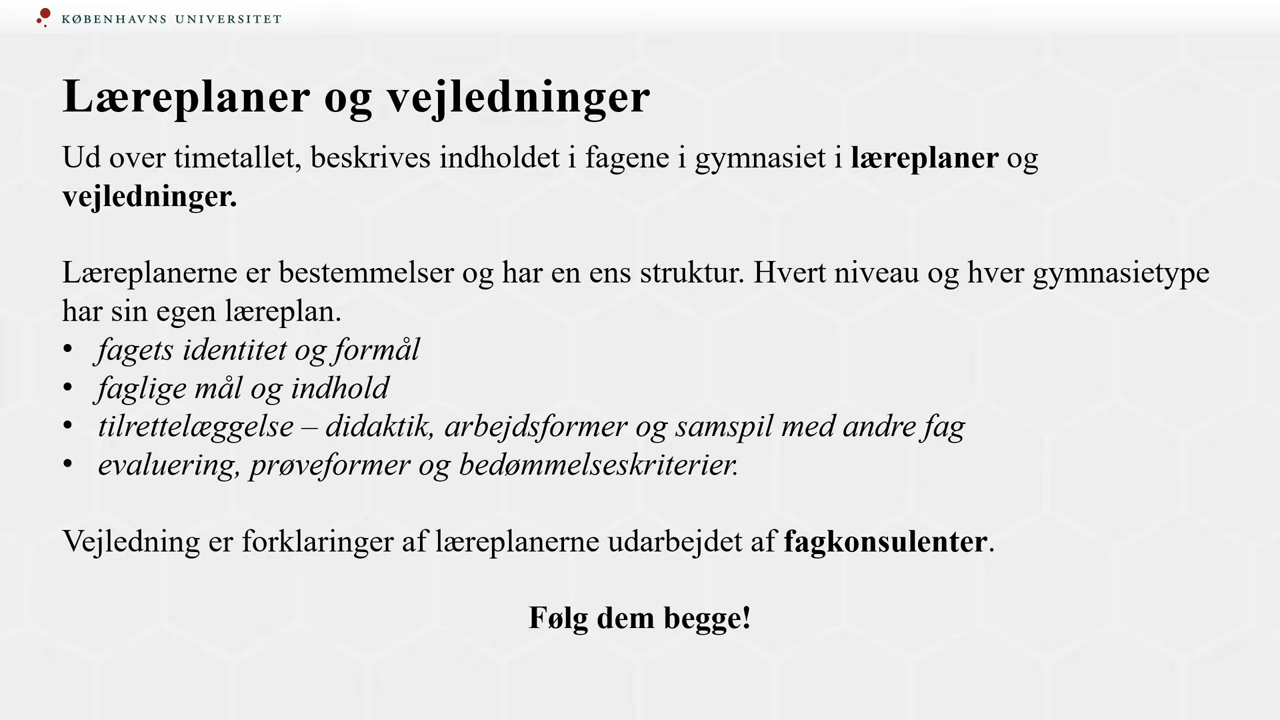 KØBENHAVNS UNIVERSITET
Læreplaner og vejledninger
Ud over timetallet, beskrives indholdet i fagene i gymnasiet i læreplaner og
vejledninger.
Læreplanerne er bestemmelser og har en ens struktur. Hvert niveau og hver gymnasietype
har sin egen læreplan.
• fagets identitet og formål
• faglige mål og indhold
• tilrettelæggelse – didaktik, arbejdsformer og samspil med andre fag
• evaluering, prøveformer og bedømmelseskriterier.
Vejledning er forklaringer af læreplanerne udarbejdet af fagkonsulenter.
Følg dem begge!